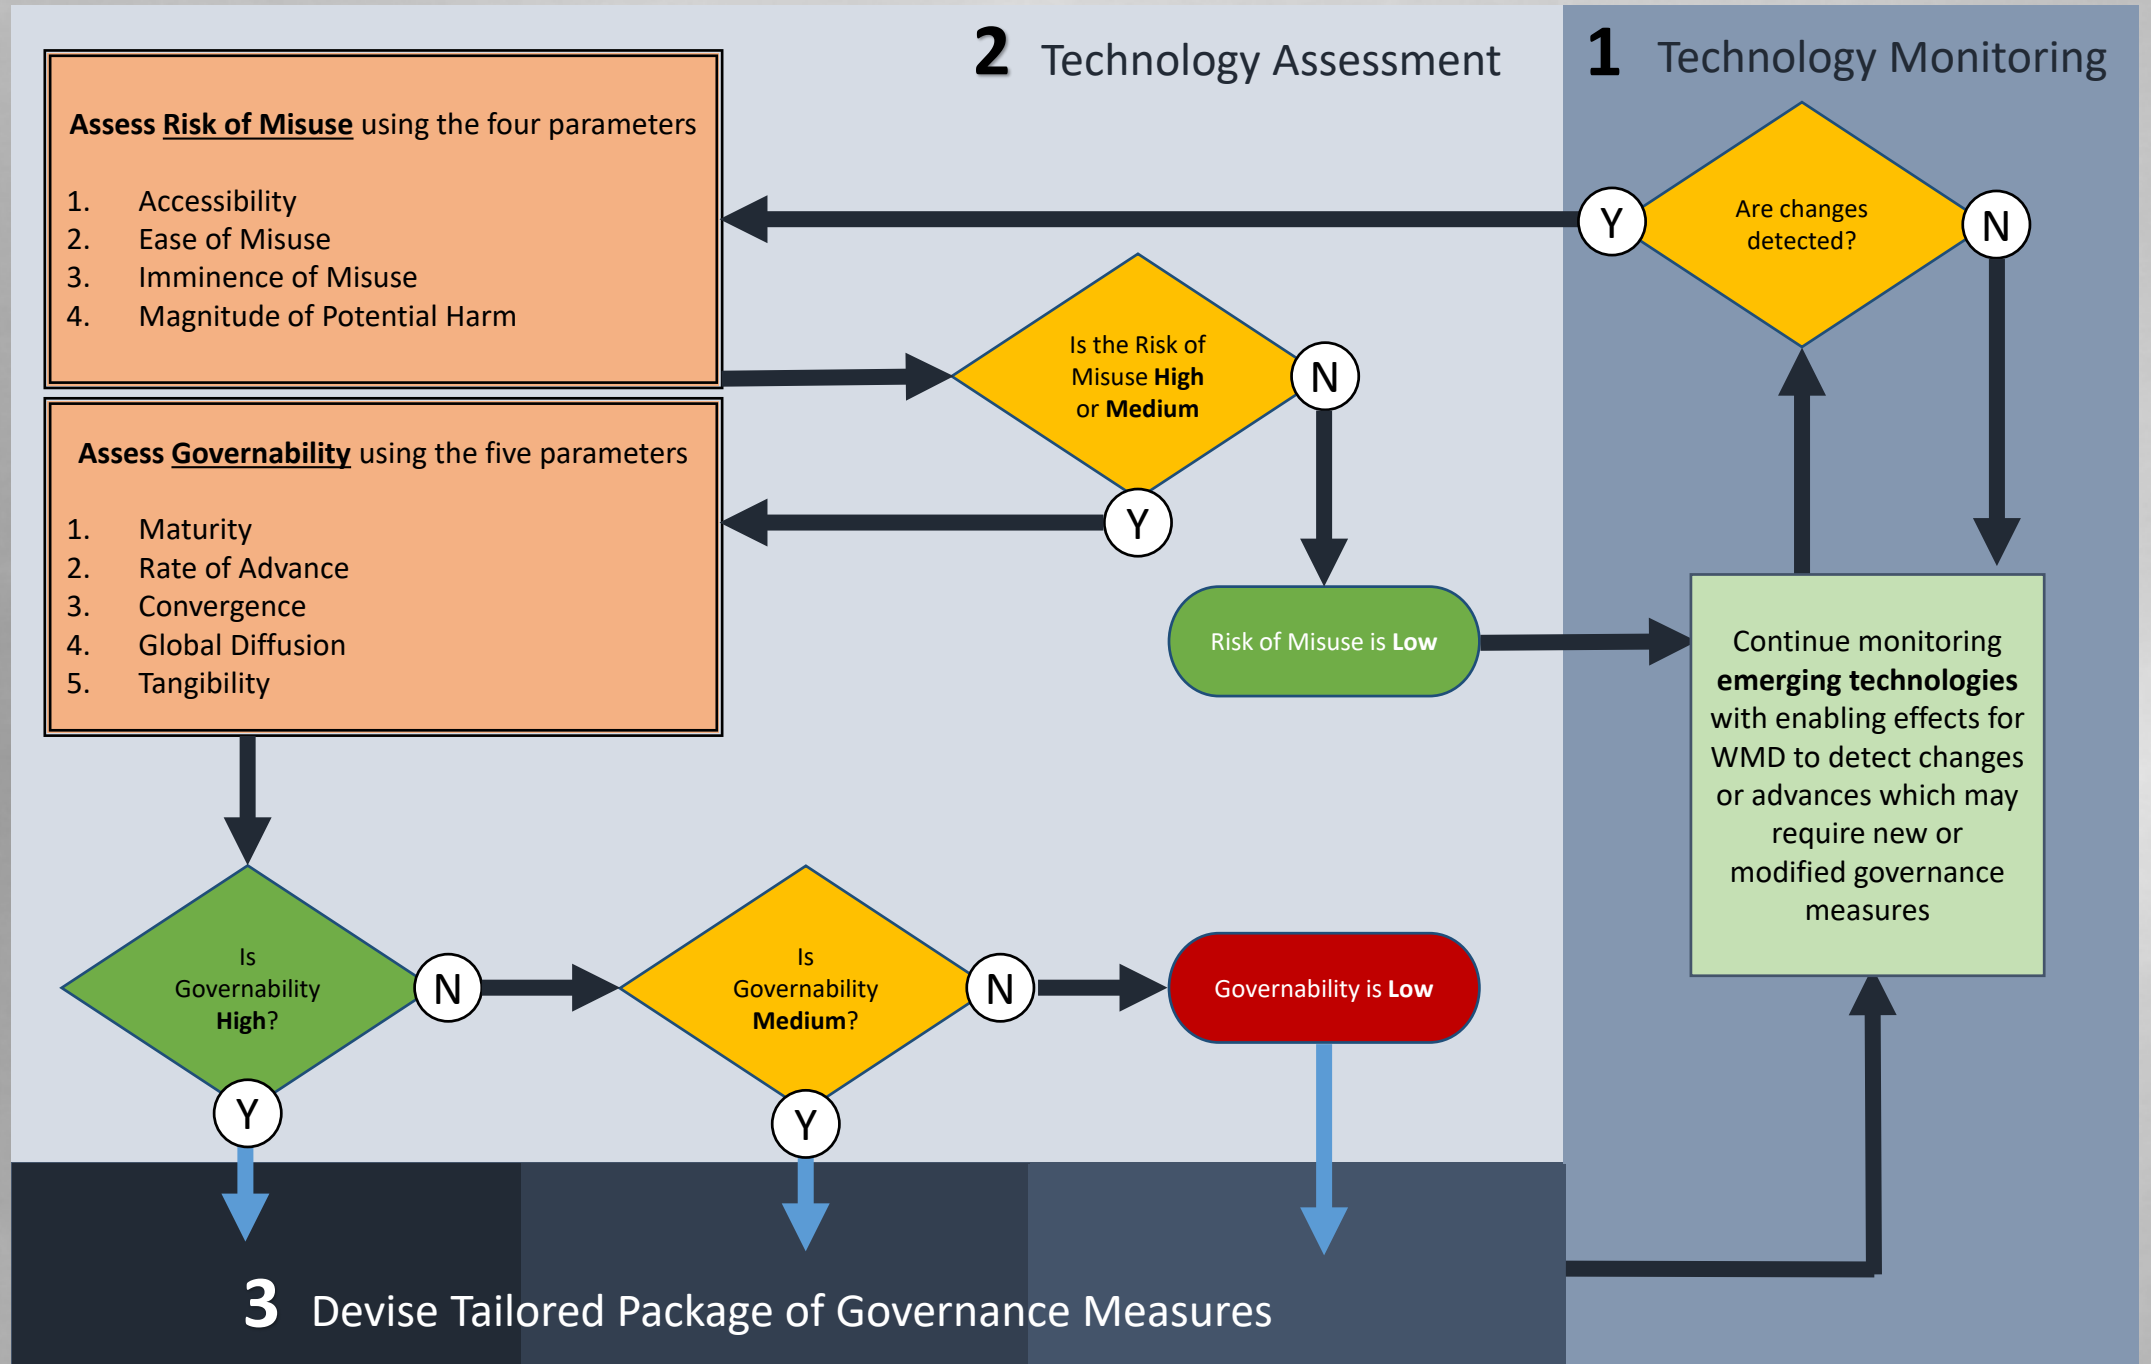 2 Technology Assessment
1 Technology Monitoring
Assess Risk of Misuse using the four parameters
1. Accessibility
2. Ease of Misuse
3. Imminence of Misuse
4. Magnitude of Potential Harm
Are changes
detected?
Y
N
Is the Risk of
Misuse High
or Medium
N
Y
Assess Governability using the five parameters
1. Maturity
2. Rate of Advance
3. Convergence
4. Global Diffusion
5. Tangibility
Risk of Misuse is Low
Continue monitoring
emerging technologies
with enabling effects for
WMD to detect changes
or advances which may
require new or
modified governance
measures
Is
Governability
High?
N
Y
Is
Governability
Medium?
N
Y
Governability is Low
3 Devise Tailored Package of Governance Measures